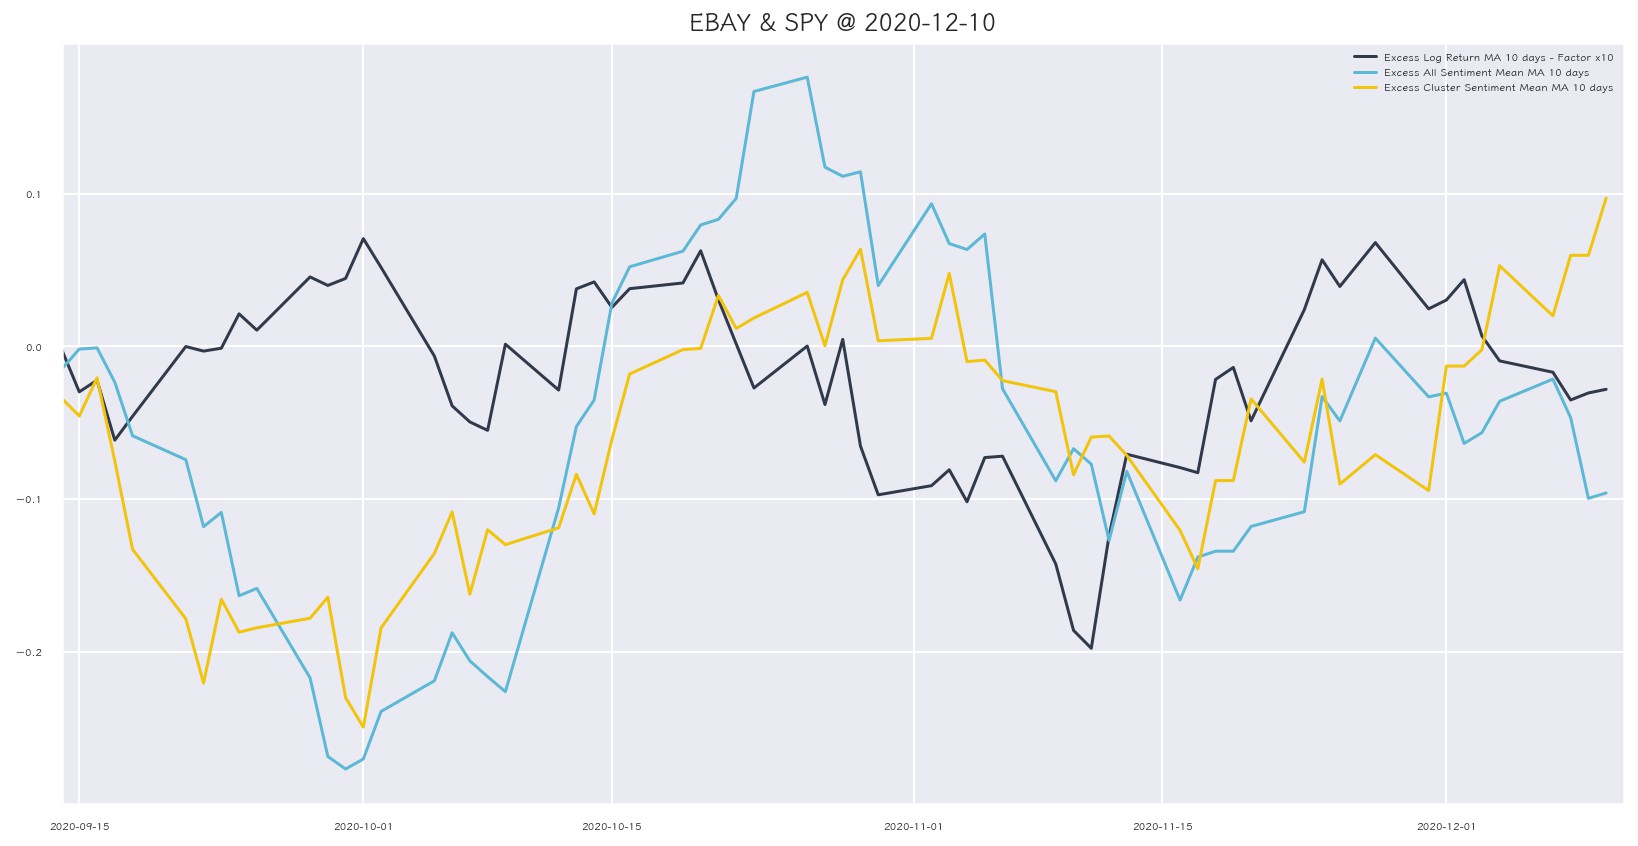 EBAY & SPY @ 2020-12-10
Excess Log Return MA 10 days - Factor x10
Excess All Sentiment Mean MA 10 days
Excess Cluster Sentiment Mean MA 10 days
0.1
0.0
−0.1
−0.2
2020-09-15
2020-10-01
2020-10-15
2020-11-01
2020-11-15
2020-12-01